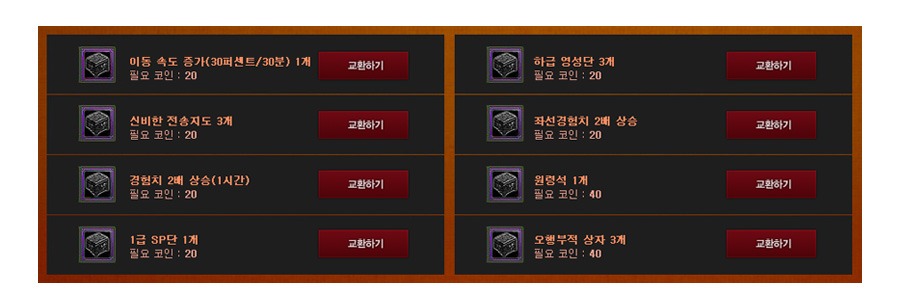 이동 속도 증가(30퍼센트/30분) 1개
필요 코인 : 20
교환하기
하급 영성단 3개
필요 코인 : 20
교환하기
신비한 전송지도 3개
필요 코인 : 20
교환하기
좌선경험치 2배 상승
필요 코인 : 20
교환하기
경험치 2배 상승(1시간)
필요 코인 : 20
교환하기
원령석 1개
필요 코인 : 40
교환하기
1급 SP단 1개
필요 코인 : 20
교환하기
오행부적 상자 3개
필요 코인 : 40
교환하기